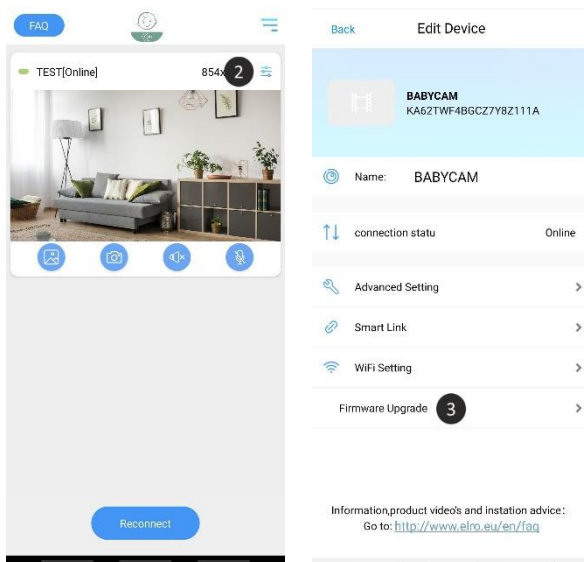 FAQ
TEST[Online]
854x
2
Reconnect
Back
Edit Device
BABYCAM
KA62TWF4BGCZ7Y8Z111A
Name: BABYCAM
connection statu Online
Advanced Setting
Smart Link
WiFi Setting
Firmware Upgrade 3
Information,product video's and instation advice:
Go to: http://www.elro.eu/en/faq